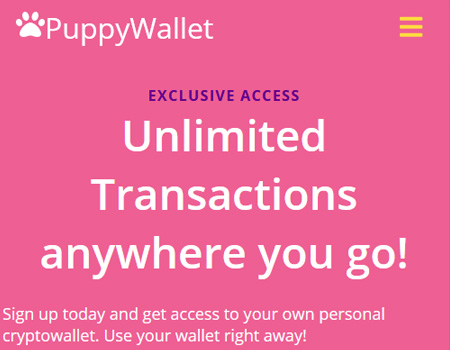 PuppyWallet
EXCLUSIVE ACCESS
Unlimited
Transactions
anywhere you go!
Sign up today and get access to your own personal
cryptowallet. Use your wallet right away!